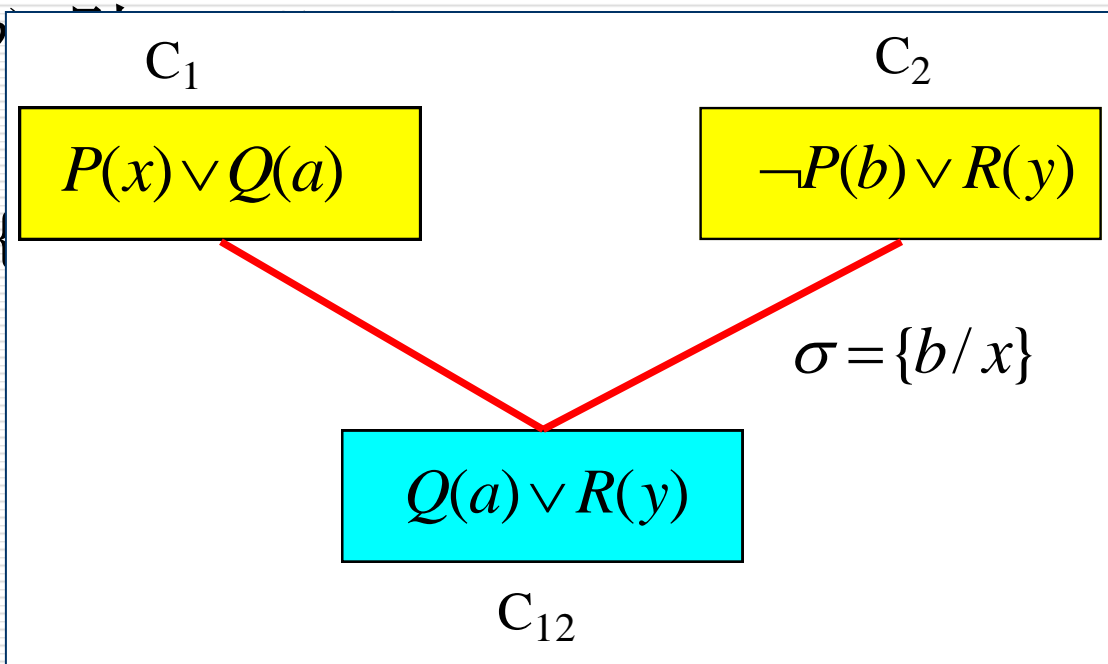 C₁ C₂
P(x)∨Q(a) ¬P(b)∨R(y)
σ={b/x}
Q(a)∨R(y)
C₁₂